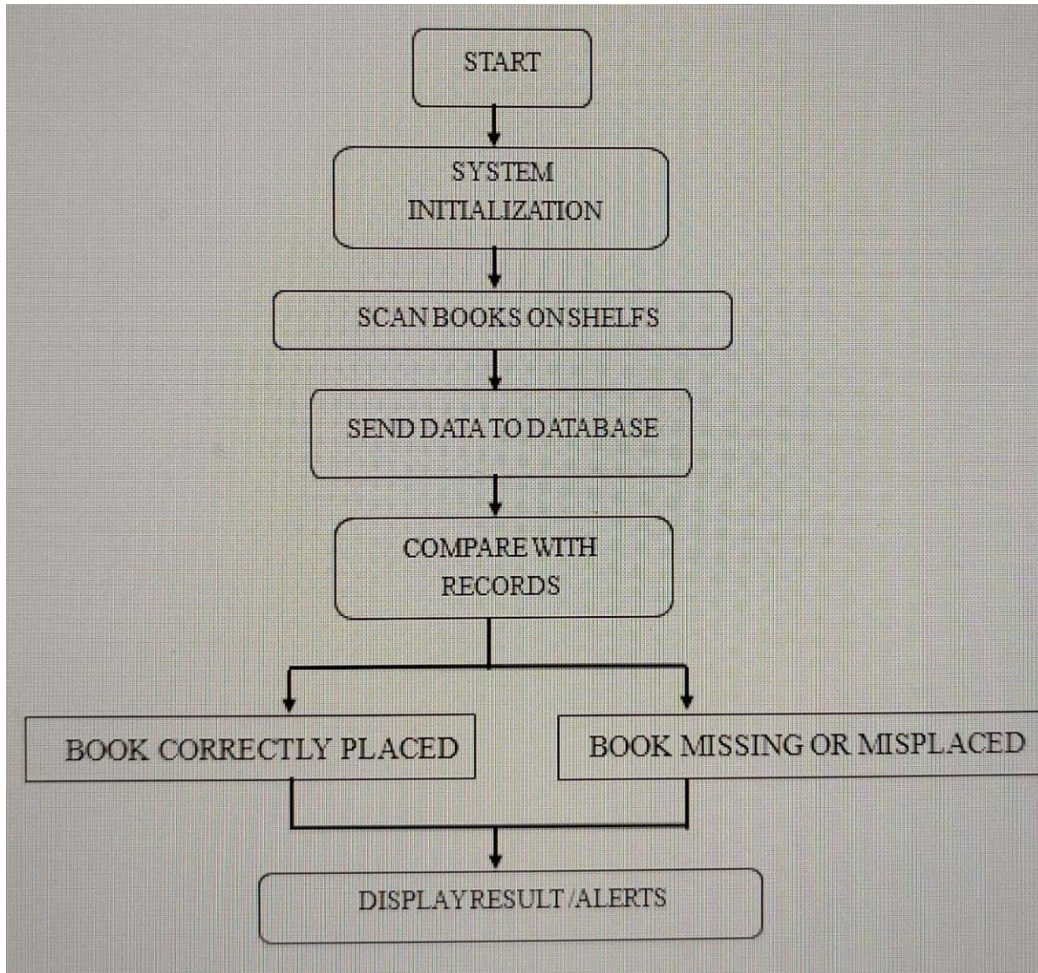 START
SYSTEM
INITIALIZATION
SCAN BOOKS ON SHELFS
SEND DATA TO DATABASE
COMPARE WITH
RECORDS
BOOK CORRECTLY PLACED
BOOK MISSING OR MISPLACED
DISPLAY RESULT /ALERTS